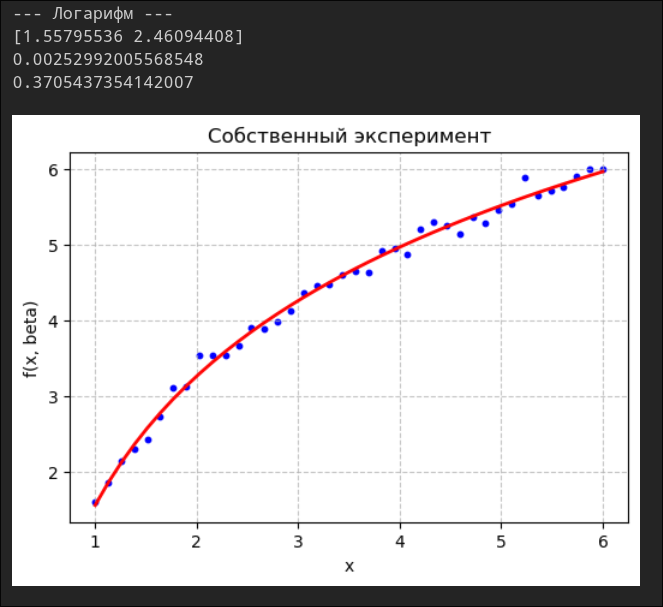 --- Логарифм ---
[1.55795536 2.46094408]
0.00252992005568548
0.3705437354142007
Собственный эксперимент
6
5
4
3
2
f(x, beta)
1 2 3 4 5 6
x